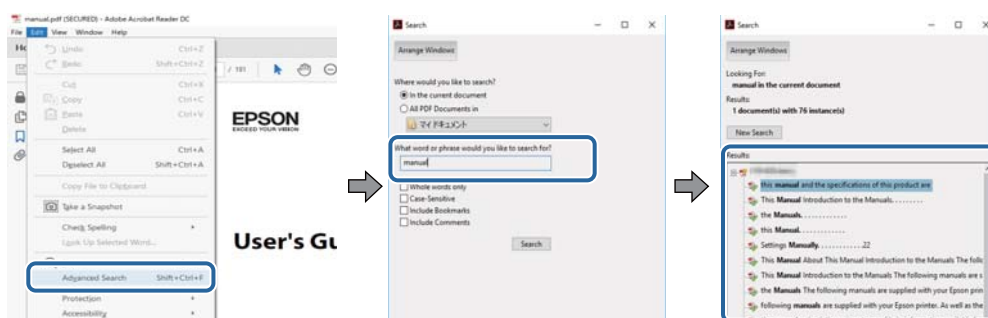 manual.pdf (SECURED) - Adobe Acrobat Reader DC
File Edit View Window Help
Undo Ctrl+Z
Redo Shift+Ctrl+Z
Cut Ctrl+X
Copy Ctrl+C
Paste Ctrl+V
Delete
Select All Ctrl+A
Deselect All Shift+Ctrl+A
Copy File to Clipboard
Take a Snapshot
Check Spelling
Look Up Selected Word...
Advanced Search Shift+Ctrl+F
Protection
Accessibility
/ 191
EPSON
EXCEED YOUR VISION
User's Gu
Search
Arrange Windows
Where would you like to search?
In the current document
All PDF Documents in
マイドキュメント
What word or phrase would you like to search for?
manual
Whole words only
Case-Sensitive
Include Bookmarks
Include Comments
Search
Search
Arrange Windows
Looking For:
manual in the current document
Results:
1 document(s) with 76 instance(s)
New Search
Results
this manual and the specifications of this product are
This Manual Introduction to the Manuals. . . . . . . . .
the Manuals. . . . . . . . . . . . .
this Manual. . . . . . . . . . . . .
Settings Manually. . . . . . . . . . . . .22
This Manual About This Manual Introduction to the Manuals The follo
This Manual Introduction to the Manuals The following manuals are s
the Manuals The following manuals are supplied with your Epson prin
following manuals are supplied with your Epson printer. As well as the